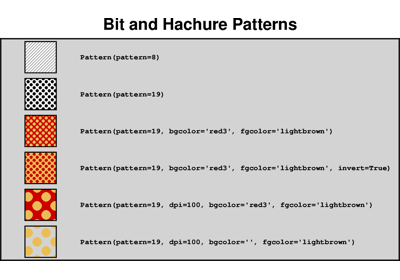 Bit and Hachure Patterns
Pattern(pattern=8)
Pattern(pattern=19)
Pattern(pattern=19, bgcolor='red3', fgcolor='lightbrown')
Pattern(pattern=19, bgcolor='red3', fgcolor='lightbrown', invert=True)
Pattern(pattern=19, dpi=100, bgcolor='red3', fgcolor='lightbrown')
Pattern(pattern=19, dpi=100, bgcolor='', fgcolor='lightbrown')